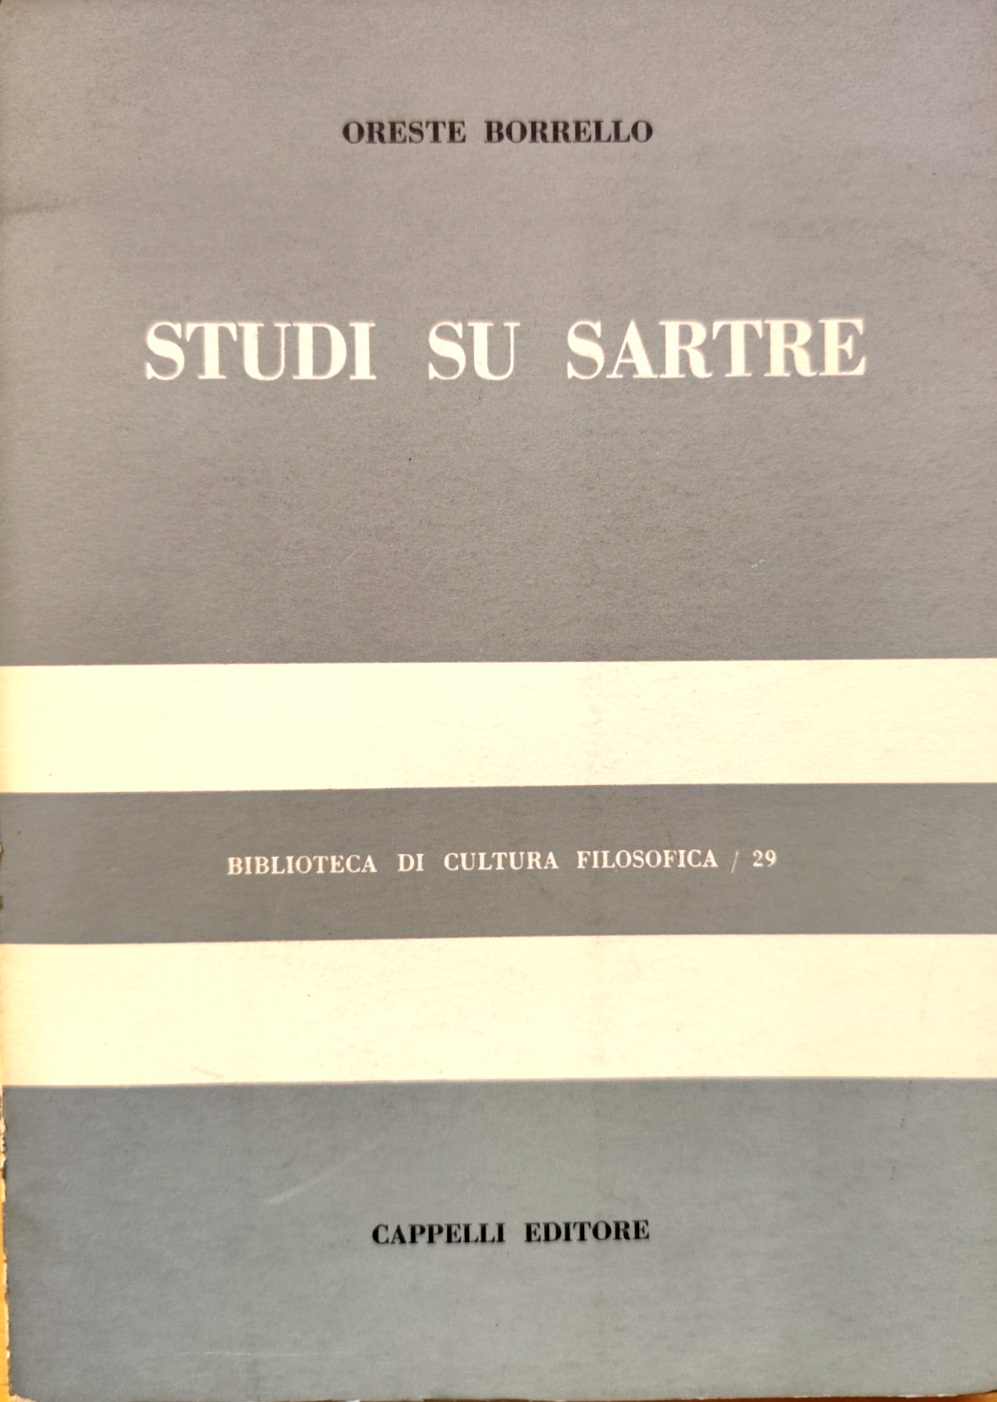 ORESTE BORRELLO
STUDI SU SARTRE
BIBLIOTECA DI CULTURA FILOSOFICA / 29
CAPPELLI EDITORE